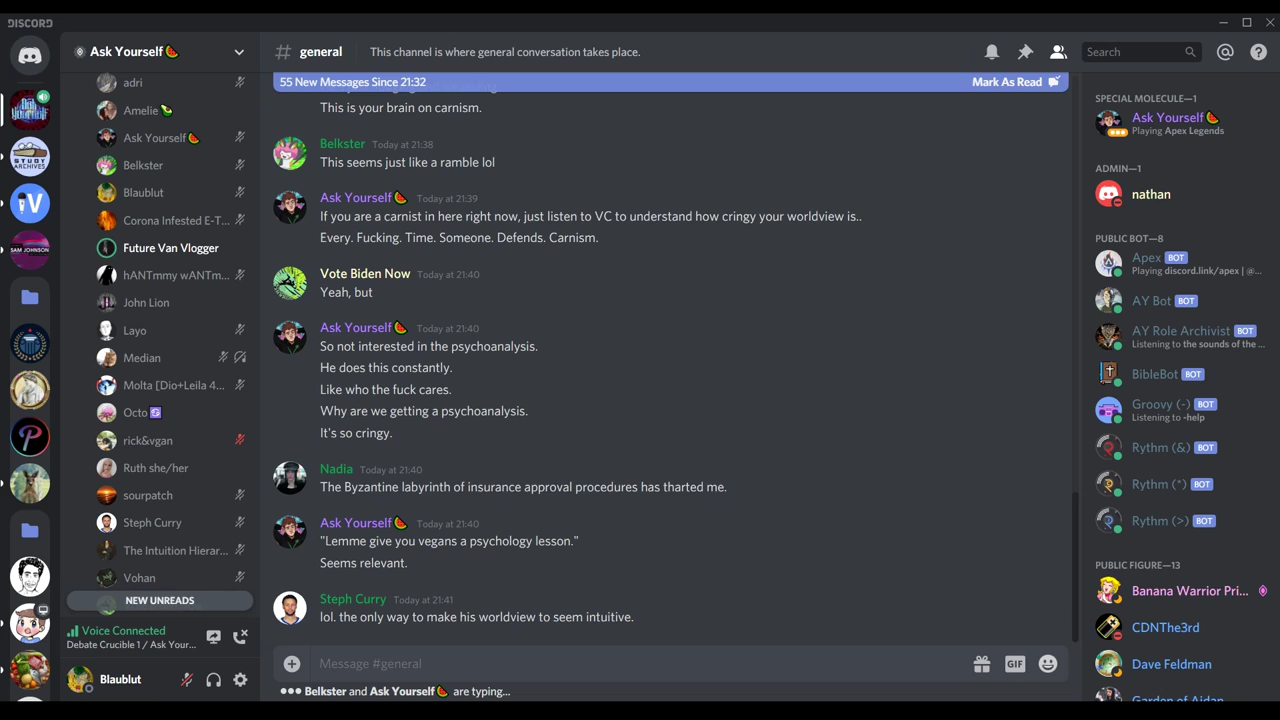 DISCORD
Ask Yourself🍉
adri
Amelie🥑
Ask Yourself🍉
Belkster
Blaublut
Corona Infested E-T...
Future Van Vlogger
hANTmmy wANTm...
John Lion
Layo
Median
Molta [Dio+Leila 4...
Octo
rick&vgan
Ruth she/her
sourpatch
Steph Curry
The Intuition Hierar...
Vohan
NEW UNREADS
Voice Connected
Debate Crucible 1 / Ask Your...
Blaublut
# general
This channel is where general conversation takes place.
Search
55 New Messages Since 21:32
Mark As Read
This is your brain on carnism.
Belkster Today at 21:38
This seems just like a ramble lol
Ask Yourself🍉 Today at 21:39
If you are a carnist in here right now, just listen to VC to understand how cringy your worldview is..
Every. Fucking. Time. Someone. Defends. Carnism.
Vote Biden Now Today at 21:40
Yeah, but
Ask Yourself🍉 Today at 21:40
So not interested in the psychoanalysis.
He does this constantly.
Like who the fuck cares.
Why are we getting a psychoanalysis.
It's so cringy.
Nadia Today at 21:40
The Byzantine labyrinth of insurance approval procedures has tharted me.
Ask Yourself🍉 Today at 21:40
"Lemme give you vegans a psychology lesson."
Seems relevant.
Steph Curry Today at 21:41
lol. the only way to make his worldview to seem intuitive.
Message #general
GIF
Belkster and Ask Yourself🍉 are typing...
SPECIAL MOLECULE—1
Ask Yourself🍉
Playing Apex Legends
ADMIN—1
nathan
PUBLIC BOT—8
Apex BOT
Playing discord.link/apex | @...
AY Bot BOT
AY Role Archivist BOT
Listening to the sounds of the ...
BibleBot BOT
Groovy (-) BOT
Listening to -help
Rythm (&) BOT
Rythm (*) BOT
Rythm (>) BOT
PUBLIC FIGURE—13
Banana Warrior Pri...
CDNThe3rd
Dave Feldman
Garden of Aidan